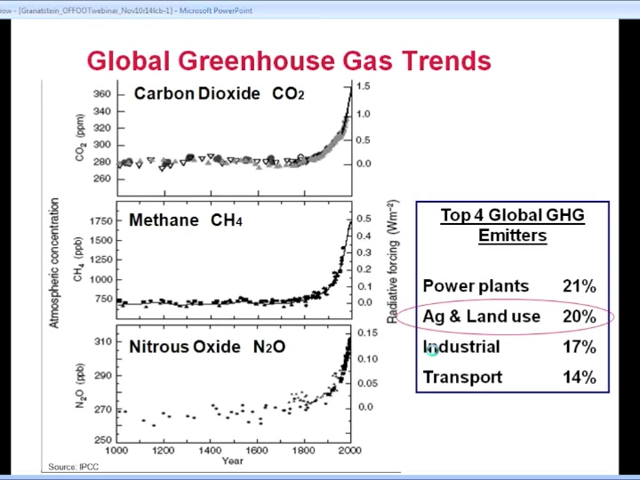 row - [Granatstein_OFFOOTwebinar_Nov10r14lcb-1] - Microsoft PowerPoint
Global Greenhouse Gas Trends
Carbon Dioxide CO2
360
340
320
300
280
260
CO2 (ppm)
1.5
1.0
0.5
0.0
Methane CH4
1750
1500
1250
1000
750
CH4 (ppb)
0.5
0.4
0.3
0.2
0.1
0.0
Nitrous Oxide N2O
310
290
270
250
N2O (ppb)
0.15
0.10
0.05
0.0
Atmospheric concentration
Radiative forcing (Wm−2)
1000 1200 1400 1600 1800 2000
Year
Source: IPCC
Top 4 Global GHG
Emitters
Power plants 21%
Ag & Land use 20%
Industrial 17%
Transport 14%